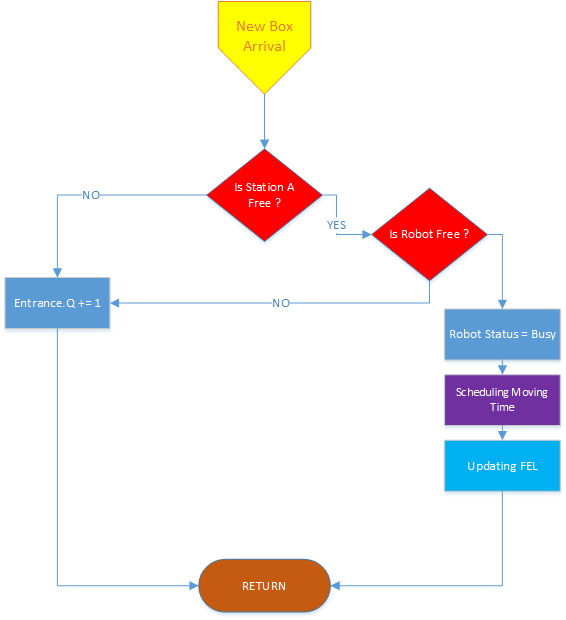 New Box
Arrival
Is Station A
Free ?
NO
YES
Is Robot Free ?
Entrance.Q += 1
NO
Robot Status = Busy
Scheduling Moving
Time
Updating FEL
RETURN